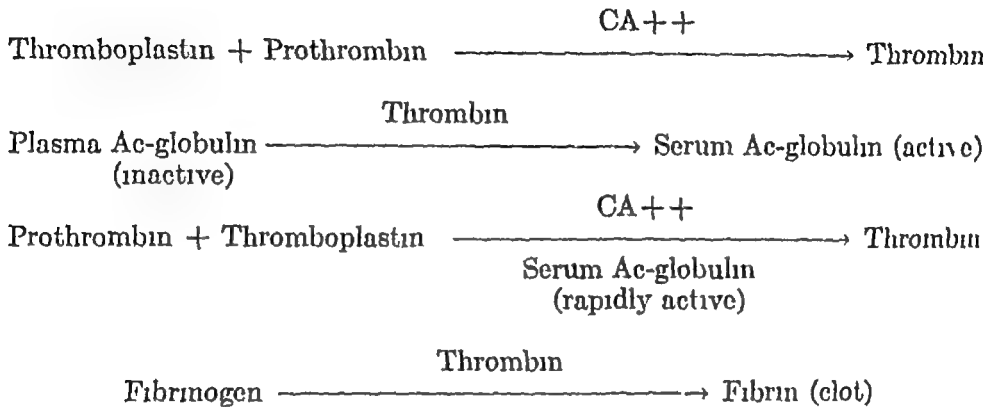 CA++
Thromboplastin + Prothrombin ⟶ Thrombin
Thrombin
Plasma Ac-globulin ⟶ Serum Ac-globulin (active)
(inactive)
CA++
Prothrombin + Thromboplastin ⟶ Thrombin
Serum Ac-globulin
(rapidly active)
Thrombin
Fibrinogen ⟶ Fibrin (clot)